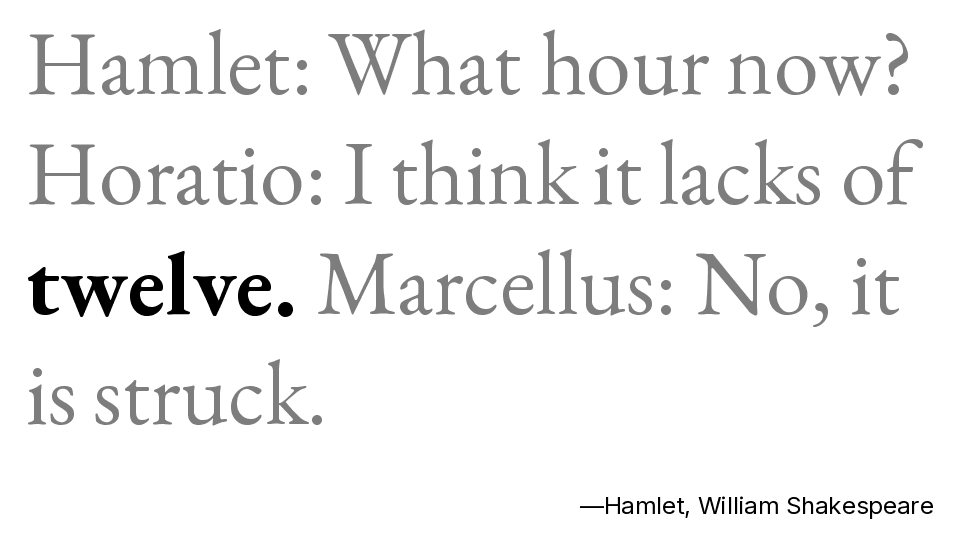 Hamlet: What hour now?
Horatio: I think it lacks of
twelve. Marcellus: No, it
is struck.
—Hamlet, William Shakespeare